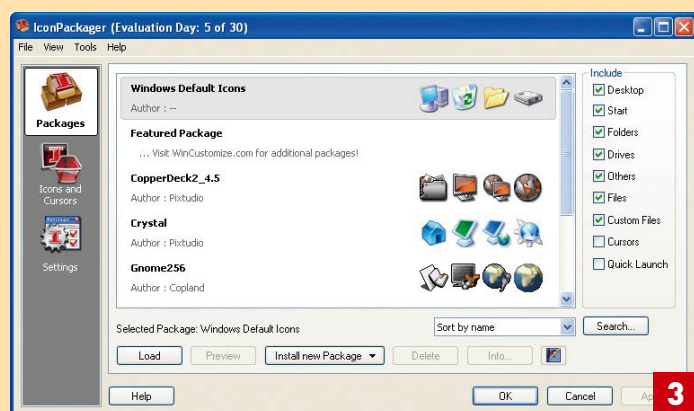 IconPackager (Evaluation Day: 5 of 30)
File View Tools Help
Packages
Icons and
Cursors
Settings
Windows Default Icons
Author : --
Featured Package
... Visit WinCustomize.com for additional packages!
CopperDeck2_4.5
Author : Pixtudio
Crystal
Author : Pixtudio
Gnome256
Author : Copland
Include
Desktop
Start
Folders
Drives
Others
Files
Custom Files
Cursors
Quick Launch
Selected Package: Windows Default Icons
Sort by name
Search...
Load
Preview
Install new Package
Delete
Info...
Help
OK
Cancel
3